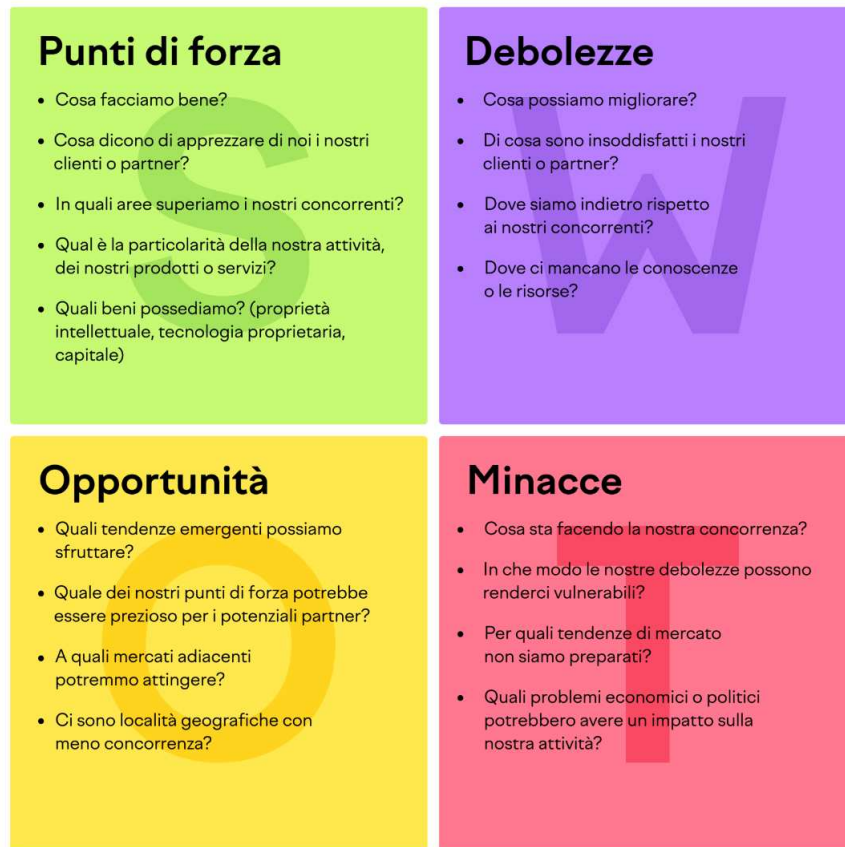 Punti di forza
• Cosa facciamo bene?
• Cosa dicono di apprezzare di noi i nostri
clienti o partner?
• In quali aree superiamo i nostri concorrenti?
• Qual è la particolarità della nostra attività,
dei nostri prodotti o servizi?
• Quali beni possediamo? (proprietà
intellettuale, tecnologia proprietaria,
capitale)
S
Debolezze
• Cosa possiamo migliorare?
• Di cosa sono insoddisfatti i nostri
clienti o partner?
• Dove siamo indietro rispetto
ai nostri concorrenti?
• Dove ci mancano le conoscenze
o le risorse?
W
Opportunità
• Quali tendenze emergenti possiamo
sfruttare?
• Quale dei nostri punti di forza potrebbe
essere prezioso per i potenziali partner?
• A quali mercati adiacenti
potremmo attingere?
• Ci sono località geografiche con
meno concorrenza?
O
Minacce
• Cosa sta facendo la nostra concorrenza?
• In che modo le nostre debolezze possono
renderci vulnerabili?
• Per quali tendenze di mercato
non siamo preparati?
• Quali problemi economici o politici
potrebbero avere un impatto sulla
nostra attività?
T